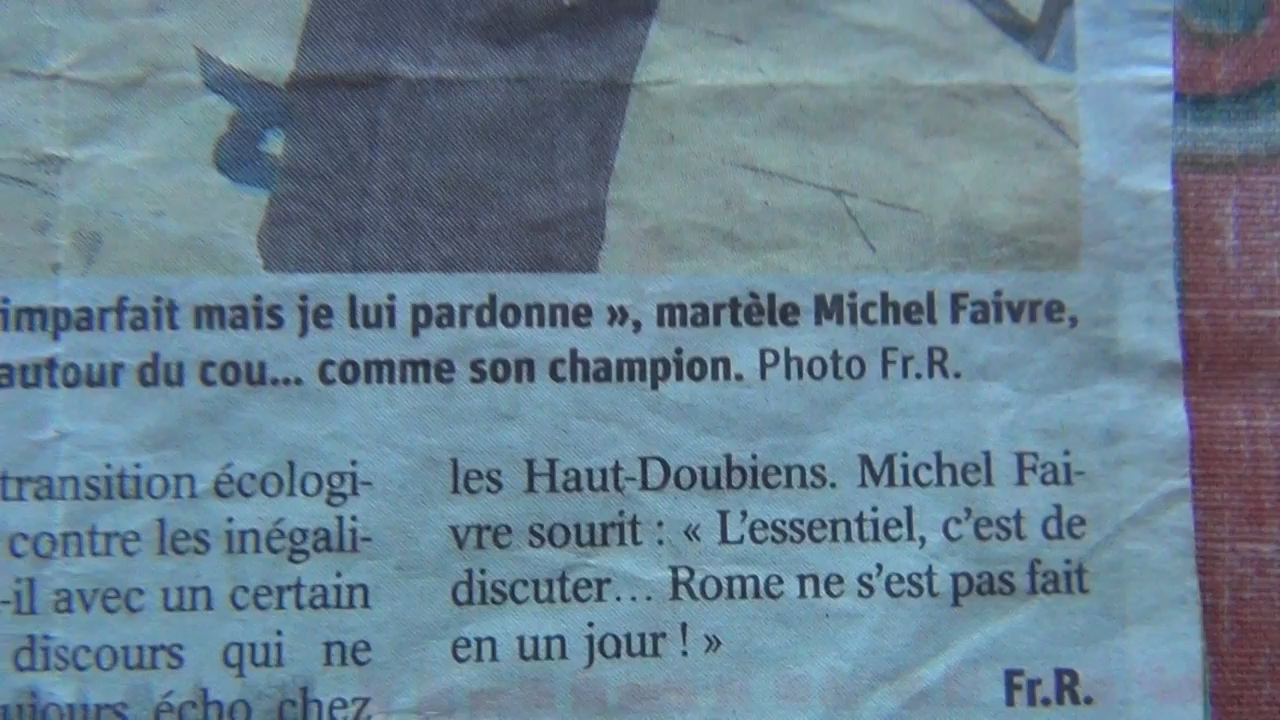 imparfait mais je lui pardonne », martèle Michel Faivre,
autour du cou... comme son champion. Photo Fr.R.
transition écologi-
contre les inégali-
-il avec un certain
discours qui ne
écho chez
les Haut-Doubiens. Michel Fai-
vre sourit : « L'essentiel, c'est de
discuter... Rome ne s'est pas fait
en un jour ! »
Fr.R.